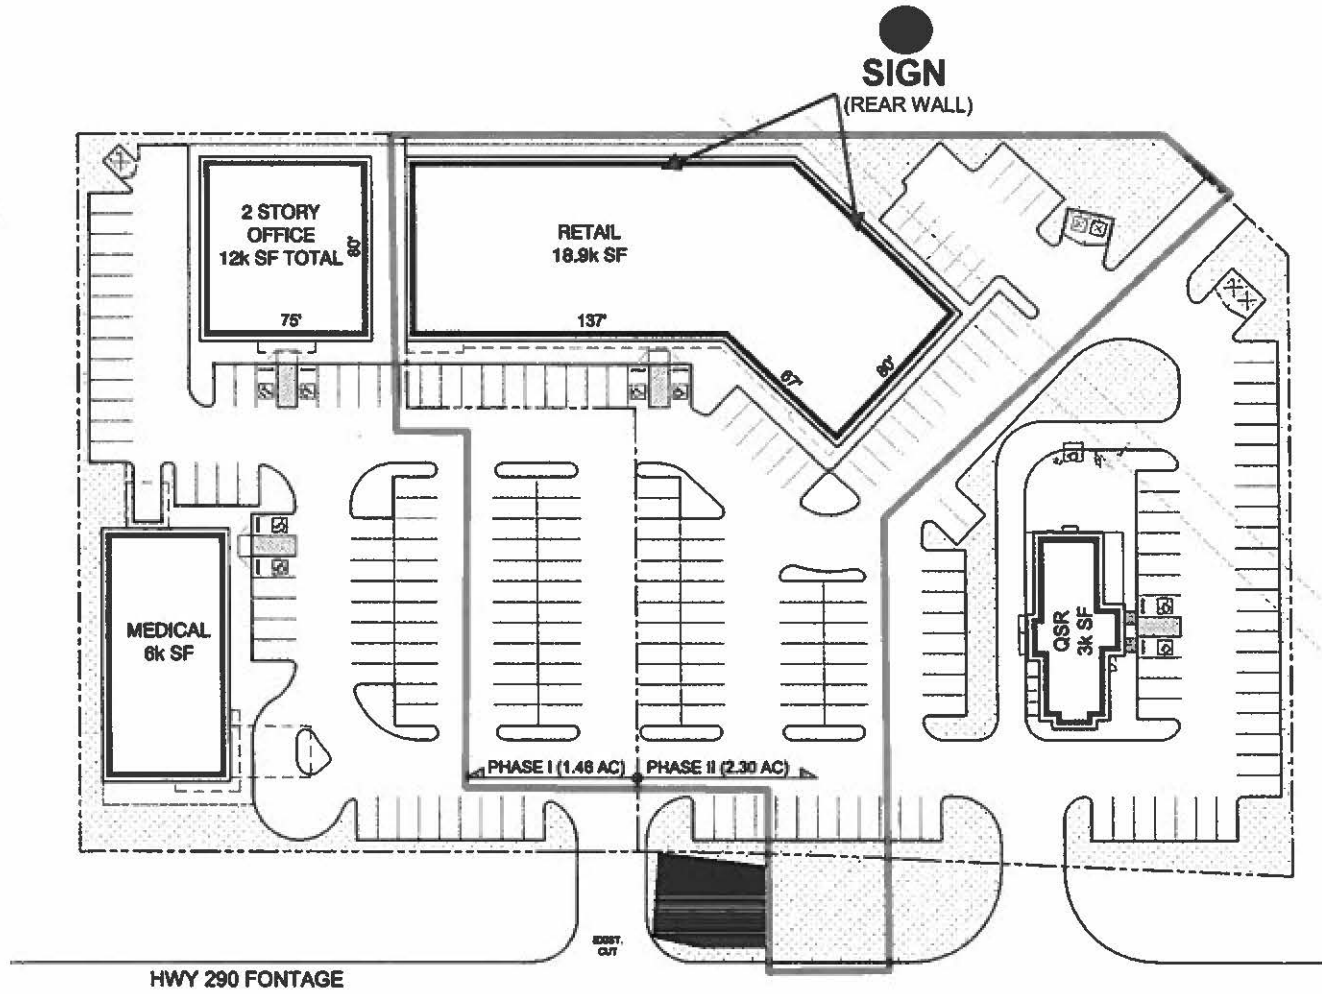 SIGN
(REAR WALL)
2 STORY
OFFICE
12k SF TOTAL
80'
75'
RETAIL
18.9k SF
137'
67'
80'
MEDICAL
6k SF
QSR
3k SF
PHASE I (1.46 AC)
PHASE II (2.30 AC)
EXIST.
CUT
HWY 290 FONTAGE